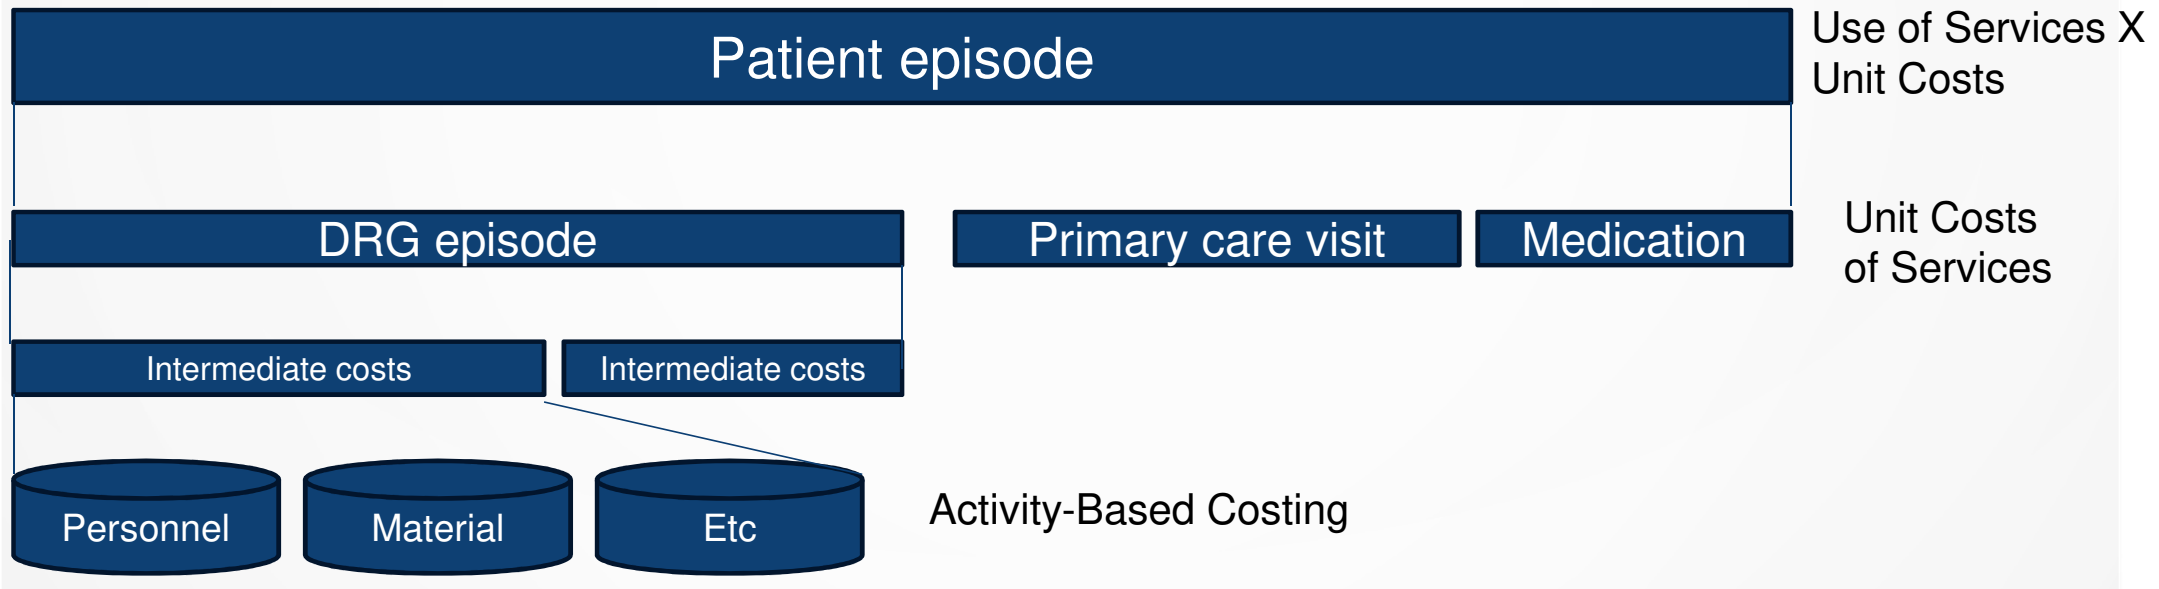 Patient episode
Use of Services X
Unit Costs
DRG episode
Primary care visit
Medication
Unit Costs
of Services
Intermediate costs
Intermediate costs
Personnel
Material
Etc
Activity-Based Costing